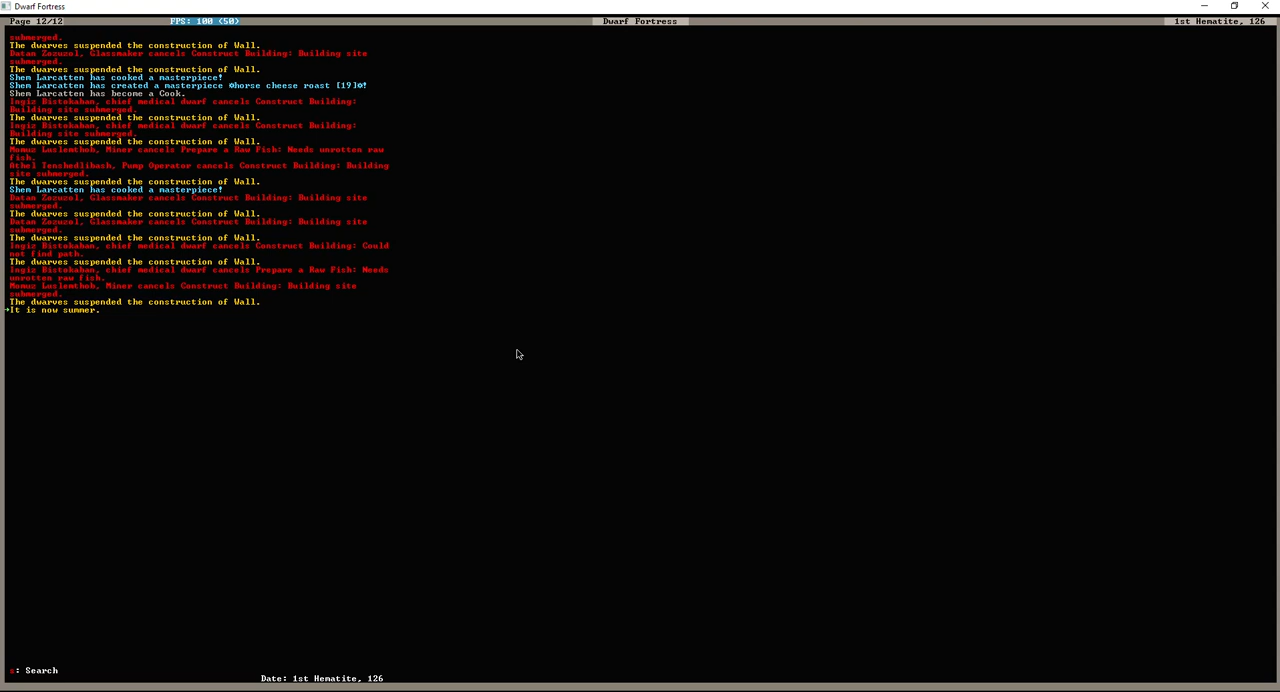 Dwarf Fortress
Page 12/12 FPS: 100 (50) Dwarf Fortress 1st Hematite, 126
submerged.
The dwarves suspended the construction of Wall.
Datan Zozuzol, Glassmaker cancels Construct Building: Building site
submerged.
The dwarves suspended the construction of Wall.
Shem Larcatten has cooked a masterpiece!
Shem Larcatten has created a masterpiece ☼horse cheese roast [19]☼!
Shem Larcatten has become a Cook.
Ingiz Bistokahan, chief medical dwarf cancels Construct Building:
Building site submerged.
The dwarves suspended the construction of Wall.
Ingiz Bistokahan, chief medical dwarf cancels Construct Building:
Building site submerged.
The dwarves suspended the construction of Wall.
Momuz Luslemthob, Miner cancels Prepare a Raw Fish: Needs unrotten raw
fish.
Athel Tenshedlibash, Pump Operator cancels Construct Building: Building
site submerged.
The dwarves suspended the construction of Wall.
Shem Larcatten has cooked a masterpiece!
Datan Zozuzol, Glassmaker cancels Construct Building: Building site
submerged.
The dwarves suspended the construction of Wall.
Datan Zozuzol, Glassmaker cancels Construct Building: Building site
submerged.
The dwarves suspended the construction of Wall.
Ingiz Bistokahan, chief medical dwarf cancels Construct Building: Could
not find path.
The dwarves suspended the construction of Wall.
Ingiz Bistokahan, chief medical dwarf cancels Prepare a Raw Fish: Needs
unrotten raw fish.
Momuz Luslemthob, Miner cancels Construct Building: Building site
submerged.
The dwarves suspended the construction of Wall.
It is now summer.
: Search
Date: 1st Hematite, 126